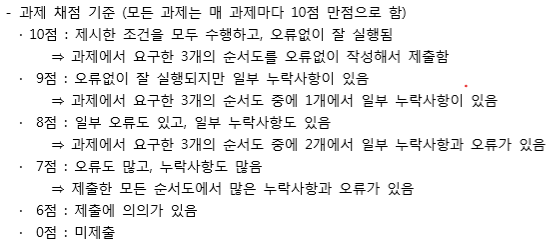 - 과제 채점 기준 (모든 과제는 매 과제마다 10점 만점으로 함)
· 10점 : 제시한 조건을 모두 수행하고, 오류없이 잘 실행됨
⇒ 과제에서 요구한 3개의 순서도를 오류없이 작성해서 제출함
· 9점 : 오류없이 잘 실행되지만 일부 누락사항이 있음
⇒ 과제에서 요구한 3개의 순서도 중에 1개에서 일부 누락사항이 있음
· 8점 : 일부 오류도 있고, 일부 누락사항도 있음
⇒ 과제에서 요구한 3개의 순서도 중에 2개에서 일부 누락사항과 오류가 있음
· 7점 : 오류도 많고, 누락사항도 많음
⇒ 제출한 모든 순서도에서 많은 누락사항과 오류가 있음
· 6점 : 제출에 의의가 있음
· 0점 : 미제출